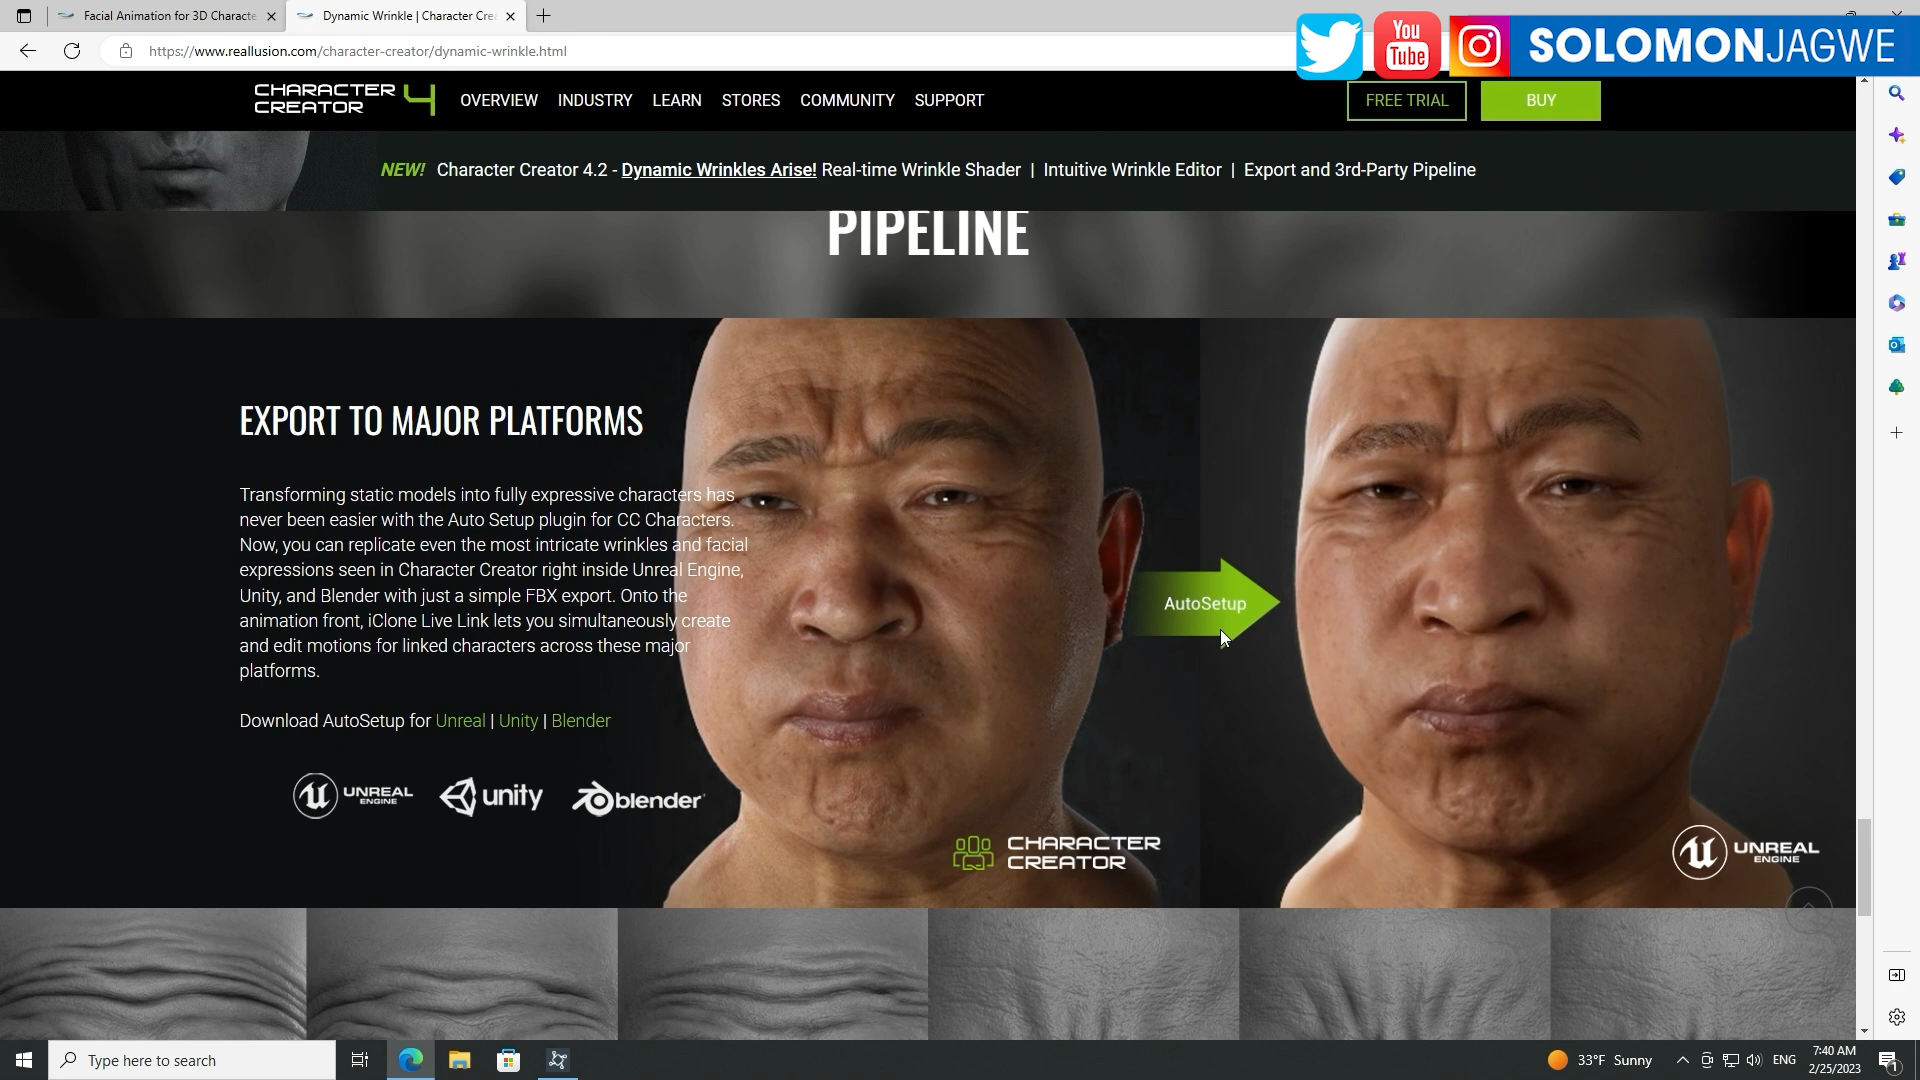 Facial Animation for 3D Characte
Dynamic Wrinkle | Character Crea
https://www.reallusion.com/character-creator/dynamic-wrinkle.html
You
Tube
SOLOMONJAGWE
CHARACTER
CREATOR 4
OVERVIEW INDUSTRY LEARN STORES COMMUNITY SUPPORT
FREE TRIAL BUY
NEW! Character Creator 4.2 - Dynamic Wrinkles Arise! Real-time Wrinkle Shader | Intuitive Wrinkle Editor | Export and 3rd-Party Pipeline
PIPELINE
EXPORT TO MAJOR PLATFORMS
Transforming static models into fully expressive characters has
never been easier with the Auto Setup plugin for CC Characters.
Now, you can replicate even the most intricate wrinkles and facial
expressions seen in Character Creator right inside Unreal Engine,
Unity, and Blender with just a simple FBX export. Onto the
animation front, iClone Live Link lets you simultaneously create
and edit motions for linked characters across these major
platforms.
AutoSetup
Download AutoSetup for Unreal | Unity | Blender
UNREAL
ENGINE
unity
blender
CHARACTER
CREATOR
UNREAL
ENGINE
Type here to search
33°F Sunny
ENG
7:40 AM
2/25/2023
1